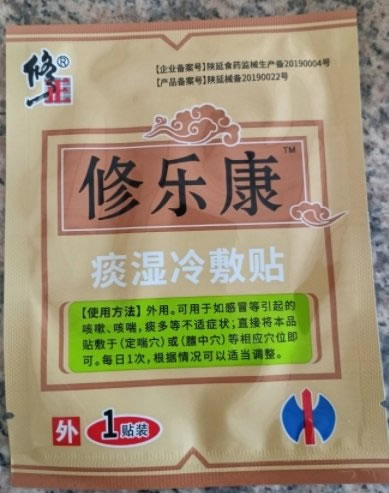 修正®
【企业备案号】陕延食药监械生产备20190004号
【产品备案号】陕延械备20190022号
修乐康™
痰湿冷敷贴
【使用方法】外用。可用于如感冒等引起的
咳嗽、咳喘,痰多等不适症状;直接将本品
贴敷于(定喘穴)或(膻中穴)等相应穴位即
可。每日1次,根据情况可以适当调整。
外 1贴装